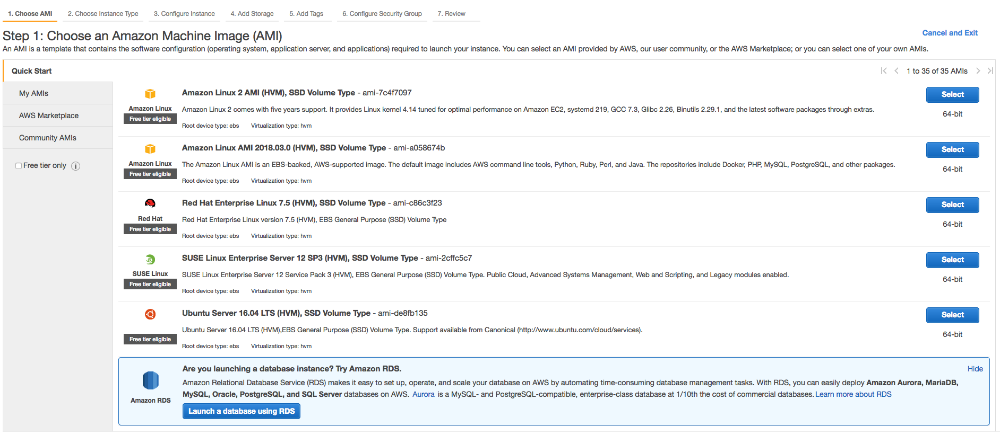 1. Choose AMI 2. Choose Instance Type 3. Configure Instance 4. Add Storage 5. Add Tags 6. Configure Security Group 7. Review
Step 1: Choose an Amazon Machine Image (AMI)
Cancel and Exit
An AMI is a template that contains the software configuration (operating system, application server, and applications) required to launch your instance. You can select an AMI provided by AWS, our user community, or the AWS Marketplace; or you can select one of your own AMIs.
Quick Start
My AMIs
AWS Marketplace
Community AMIs
Free tier only
1 to 35 of 35 AMIs
Amazon Linux
Free tier eligible
Amazon Linux 2 AMI (HVM), SSD Volume Type - ami-7c4f7097
Amazon Linux 2 comes with five years support. It provides Linux kernel 4.14 tuned for optimal performance on Amazon EC2, systemd 219, GCC 7.3, Glibc 2.26, Binutils 2.29.1, and the latest software packages through extras.
Root device type: ebs Virtualization type: hvm
Select
64-bit
Amazon Linux
Free tier eligible
Amazon Linux AMI 2018.03.0 (HVM), SSD Volume Type - ami-a058674b
The Amazon Linux AMI is an EBS-backed, AWS-supported image. The default image includes AWS command line tools, Python, Ruby, Perl, and Java. The repositories include Docker, PHP, MySQL, PostgreSQL, and other packages.
Root device type: ebs Virtualization type: hvm
Select
64-bit
Red Hat
Free tier eligible
Red Hat Enterprise Linux 7.5 (HVM), SSD Volume Type - ami-c86c3f23
Red Hat Enterprise Linux version 7.5 (HVM), EBS General Purpose (SSD) Volume Type
Root device type: ebs Virtualization type: hvm
Select
64-bit
SUSE Linux
Free tier eligible
SUSE Linux Enterprise Server 12 SP3 (HVM), SSD Volume Type - ami-2cffc5c7
SUSE Linux Enterprise Server 12 Service Pack 3 (HVM), EBS General Purpose (SSD) Volume Type. Public Cloud, Advanced Systems Management, Web and Scripting, and Legacy modules enabled.
Root device type: ebs Virtualization type: hvm
Select
64-bit
Free tier eligible
Ubuntu Server 16.04 LTS (HVM), SSD Volume Type - ami-de8fb135
Ubuntu Server 16.04 LTS (HVM),EBS General Purpose (SSD) Volume Type. Support available from Canonical (http://www.ubuntu.com/cloud/services).
Root device type: ebs Virtualization type: hvm
Select
64-bit
Amazon RDS
Are you launching a database instance? Try Amazon RDS.
Hide
Amazon Relational Database Service (RDS) makes it easy to set up, operate, and scale your database on AWS by automating time-consuming database management tasks. With RDS, you can easily deploy Amazon Aurora, MariaDB,
MySQL, Oracle, PostgreSQL, and SQL Server databases on AWS. Aurora is a MySQL- and PostgreSQL-compatible, enterprise-class database at 1/10th the cost of commercial databases. Learn more about RDS
Launch a database using RDS